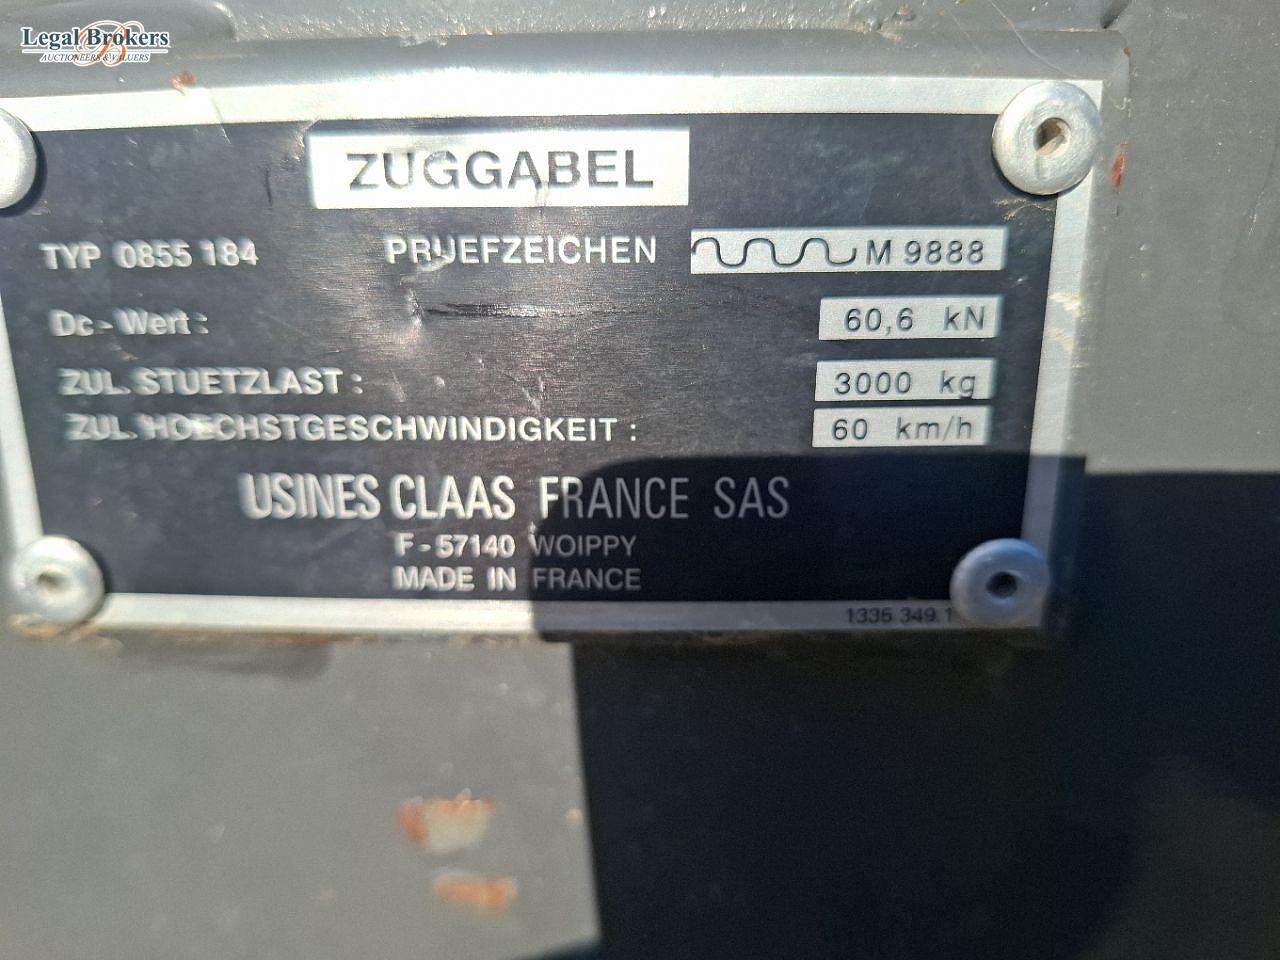 Legal Brokers
AUCTIONEERS & VALUERS
ZUGGABEL
TYP 0855 184 PRUEFZEICHEN M 9888
Dc-Wert: 60,6 kN
ZUL. STUETZLAST: 3000 kg
ZUL. HOECHSTGESCHWINDIGKEIT: 60 km/h
USINES CLAAS FRANCE SAS
F-57140 WOIPPY
MADE IN FRANCE
1335 349.1